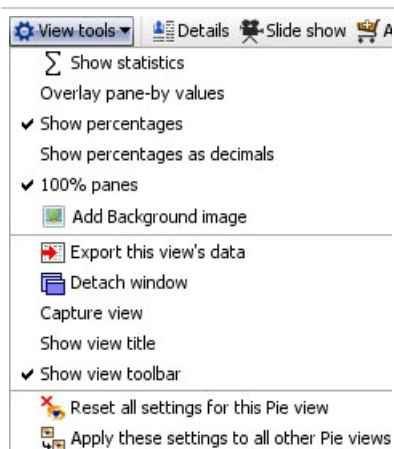 View tools Details Slide show A
Show statistics
Overlay pane-by values
Show percentages
Show percentages as decimals
100% panes
Add Background image
Export this view's data
Detach window
Capture view
Show view title
Show view toolbar
Reset all settings for this Pie view
Apply these settings to all other Pie views